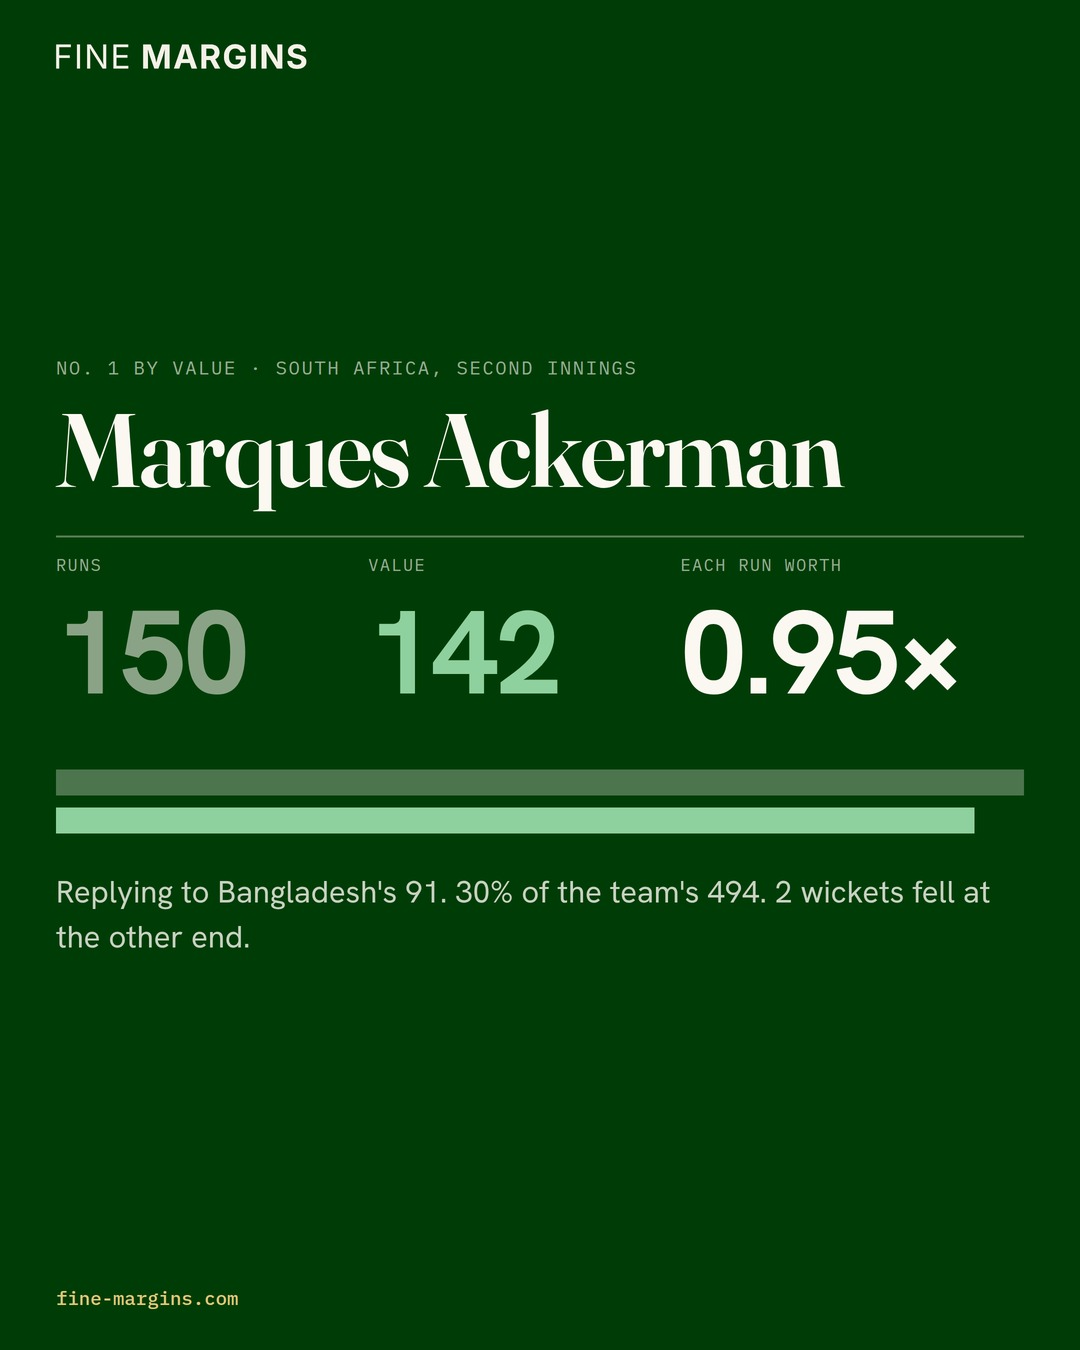 FINE MARGINS
NO. 1 BY VALUE · SOUTH AFRICA, SECOND INNINGS
Marques Ackerman
RUNS VALUE EACH RUN WORTH
150 142 0.95×
Replying to Bangladesh's 91. 30% of the team's 494. 2 wickets fell at
the other end.
fine-margins.com